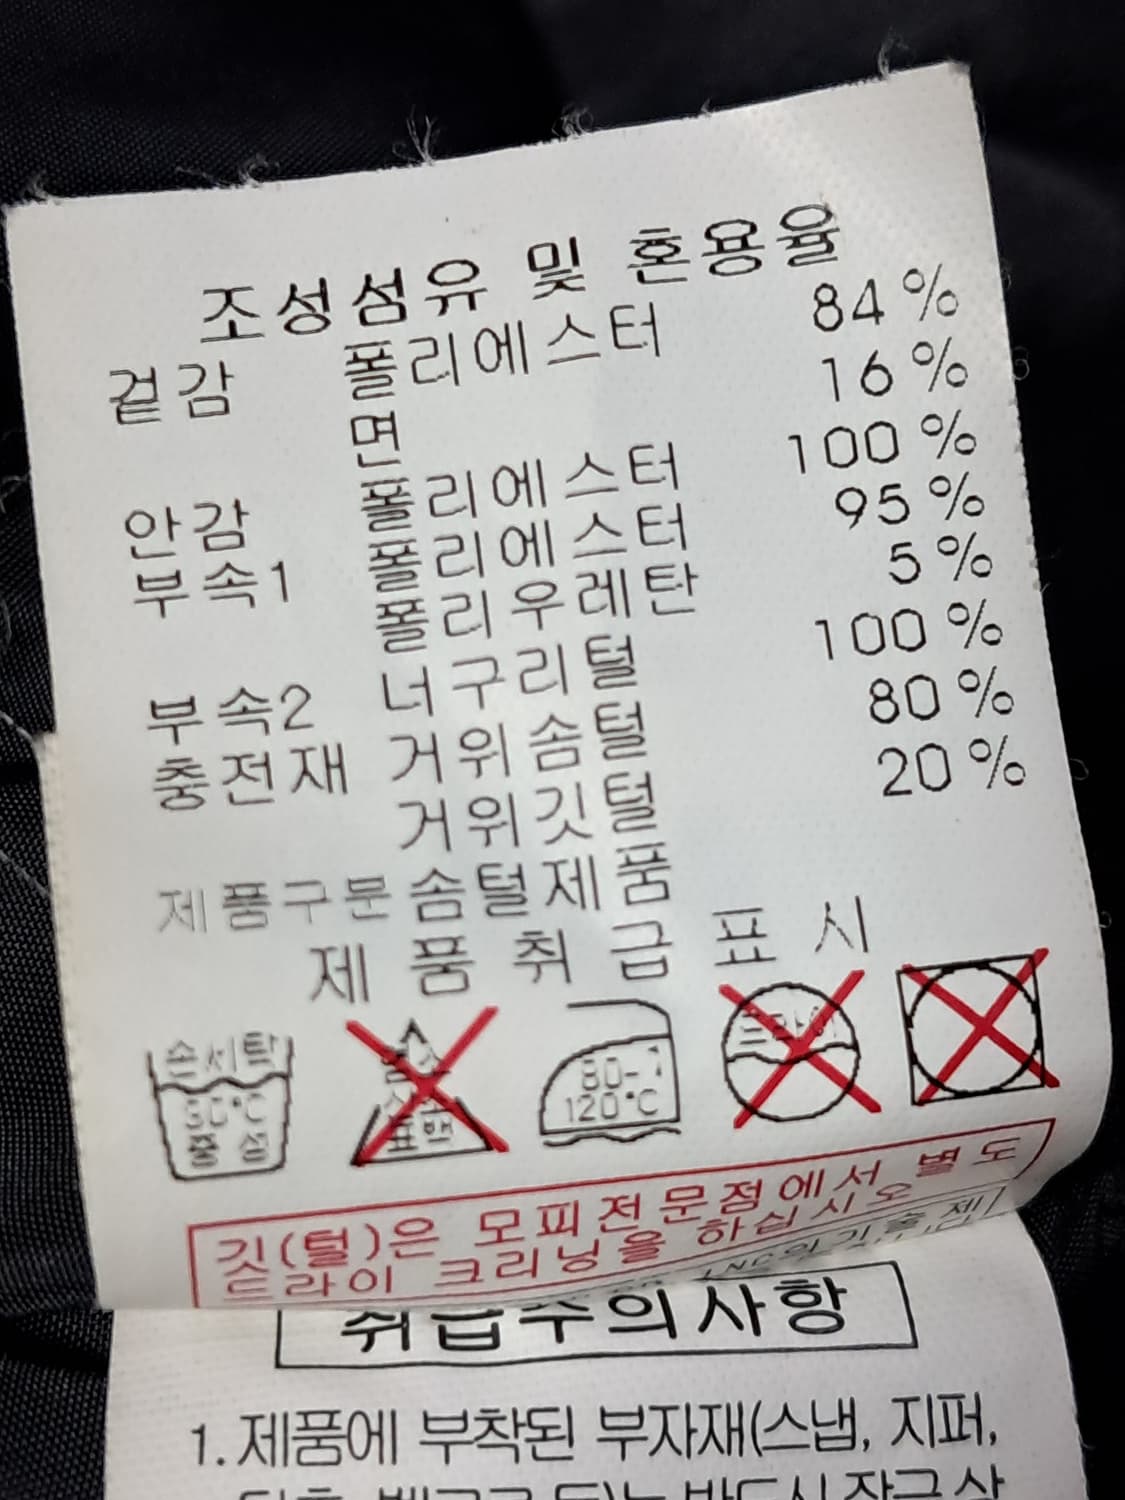 조성섬유 및 혼용율
겉감 폴리에스터 84%
면 16%
안감 폴리에스터 100%
부속1 폴리에스터 95%
폴리우레탄 5%
부속2 너구리털 100%
충전재 거위솜털 80%
거위깃털 20%
제품구분 솜털제품
제품취급표시
손세탁
30°C
중성
표백
80-
120°C
드라이
깃(털)은 모피전문점에서 별도
드라이 크리닝을 하십시오
취급주의사항
1. 제품에 부착된 부자재(스냅, 지퍼,